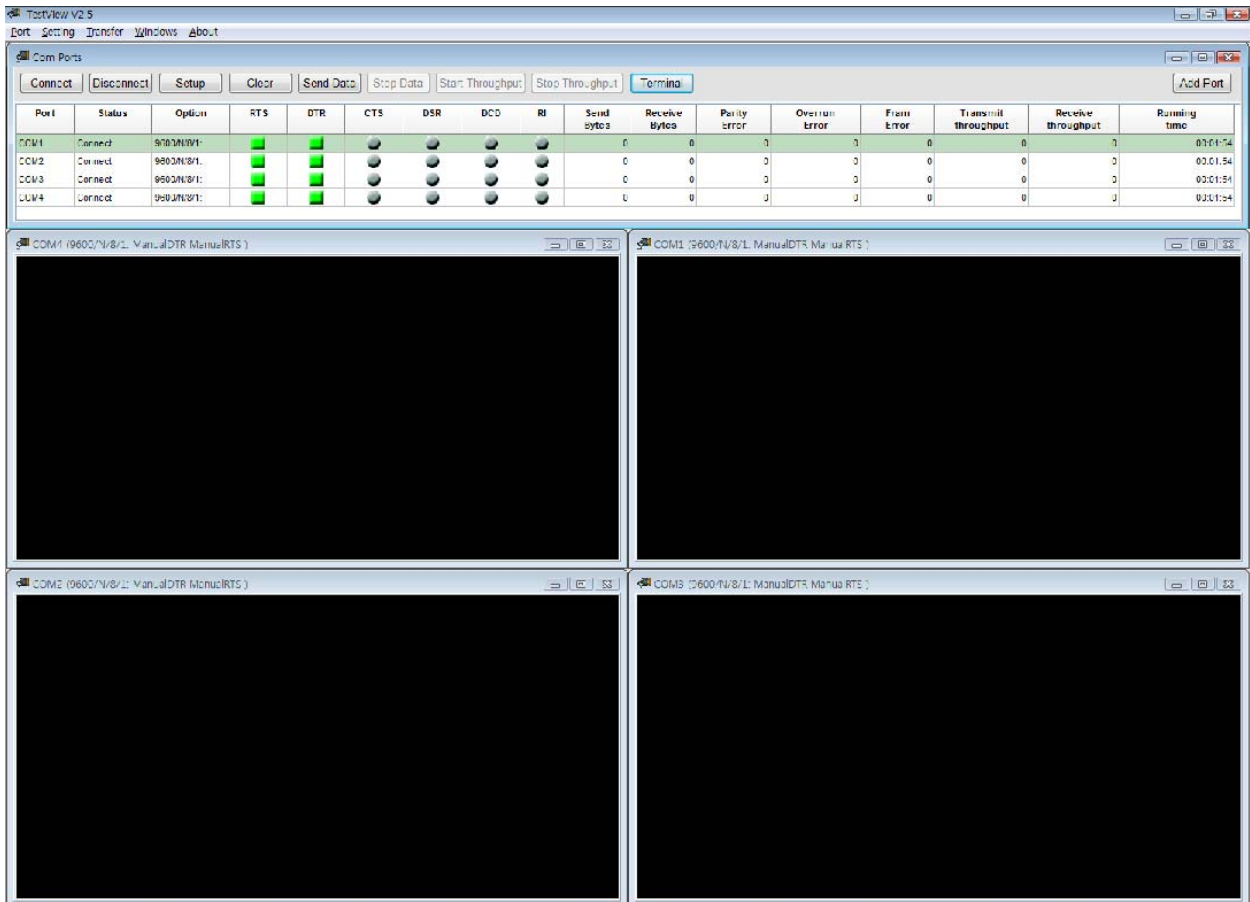 TestView V2.5
Port Setting Transfer Windows About
Com Ports
Connect Disconnect Setup Clear Send Data Stop Data Start Throughput Stop Throughput Terminal Add Port
Port Status Option RTS DTR CTS DSR DCD RI Send Bytes Receive Bytes Parity Error Overrun Error Fram Error Transmit throughput Receive throughput Running time
COM1 Connect 9600/N/8/1: 0 0 0 0 0 0 0 00:01:54
COM2 Connect 9600/N/8/1: 0 0 0 0 0 0 0 00:01:54
COM3 Connect 9600/N/8/1: 0 0 0 0 0 0 0 00:01:54
COM4 Connect 9600/N/8/1: 0 0 0 0 0 0 0 00:01:54
COM4 (9600/N/8/1: ManualDTR ManualRTS )
COM1 (9600/N/8/1: ManualDTR ManualRTS )
COM2 (9600/N/8/1: ManualDTR ManualRTS )
COM3 (9600/N/8/1: ManualDTR ManualRTS )